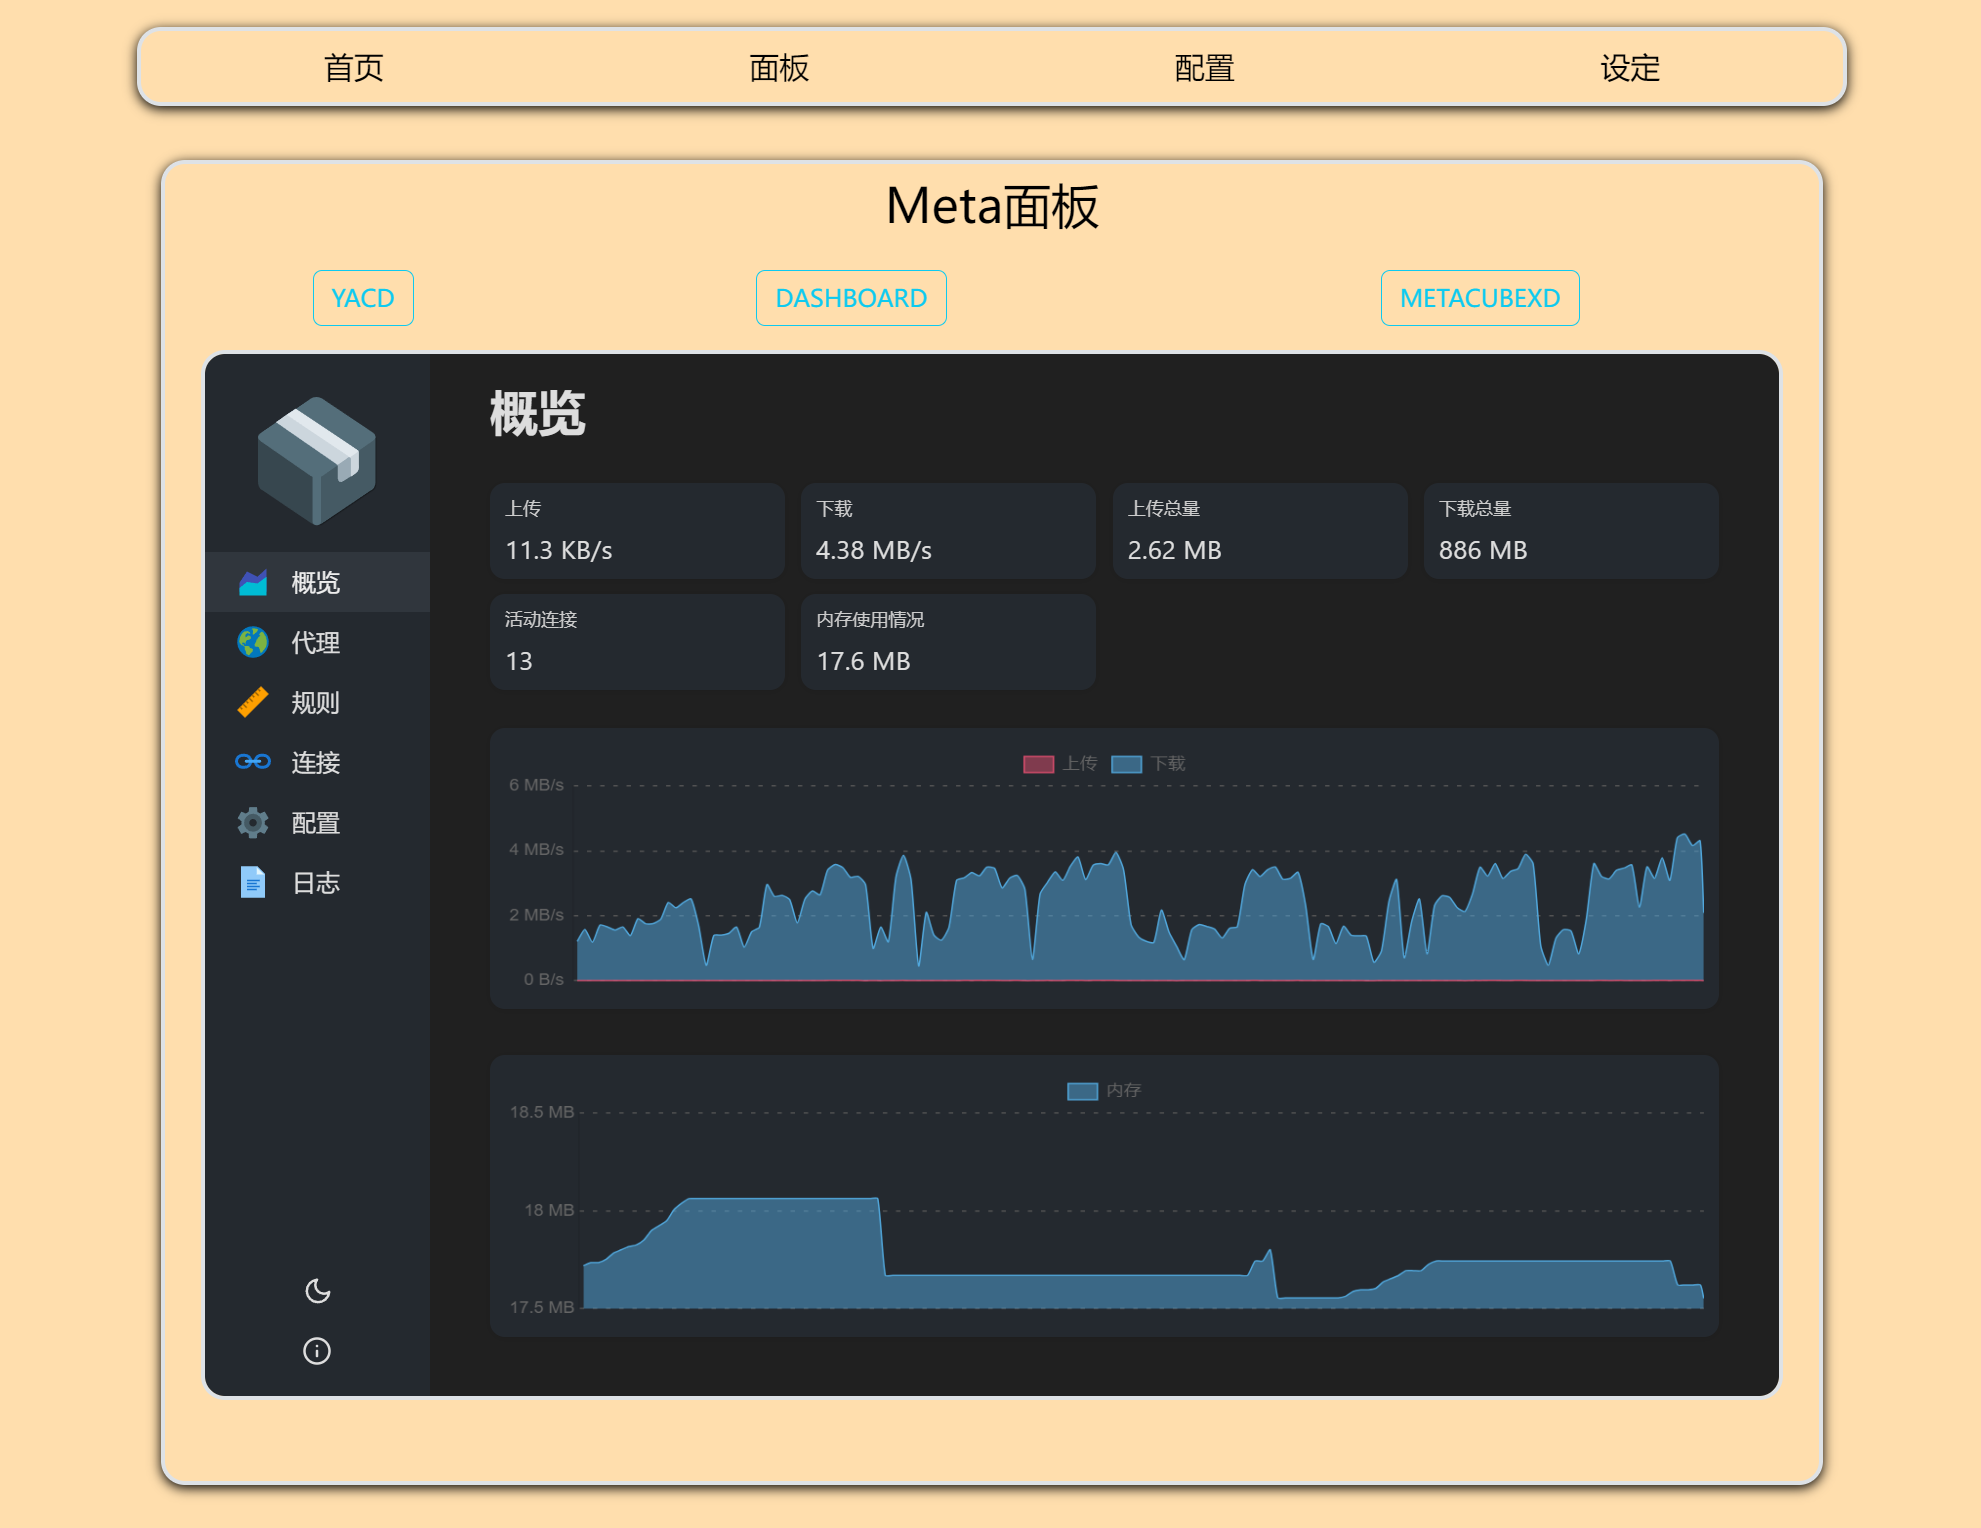 首页 面板 配置 设定
Meta面板
YACD DASHBOARD METACUBEXD
概览
代理
规则
连接
配置
日志
概览
上传
11.3 KB/s
下载
4.38 MB/s
上传总量
2.62 MB
下载总量
886 MB
活动连接
13
内存使用情况
17.6 MB
上传 下载
6 MB/s
4 MB/s
2 MB/s
0 B/s
内存
18.5 MB
18 MB
17.5 MB